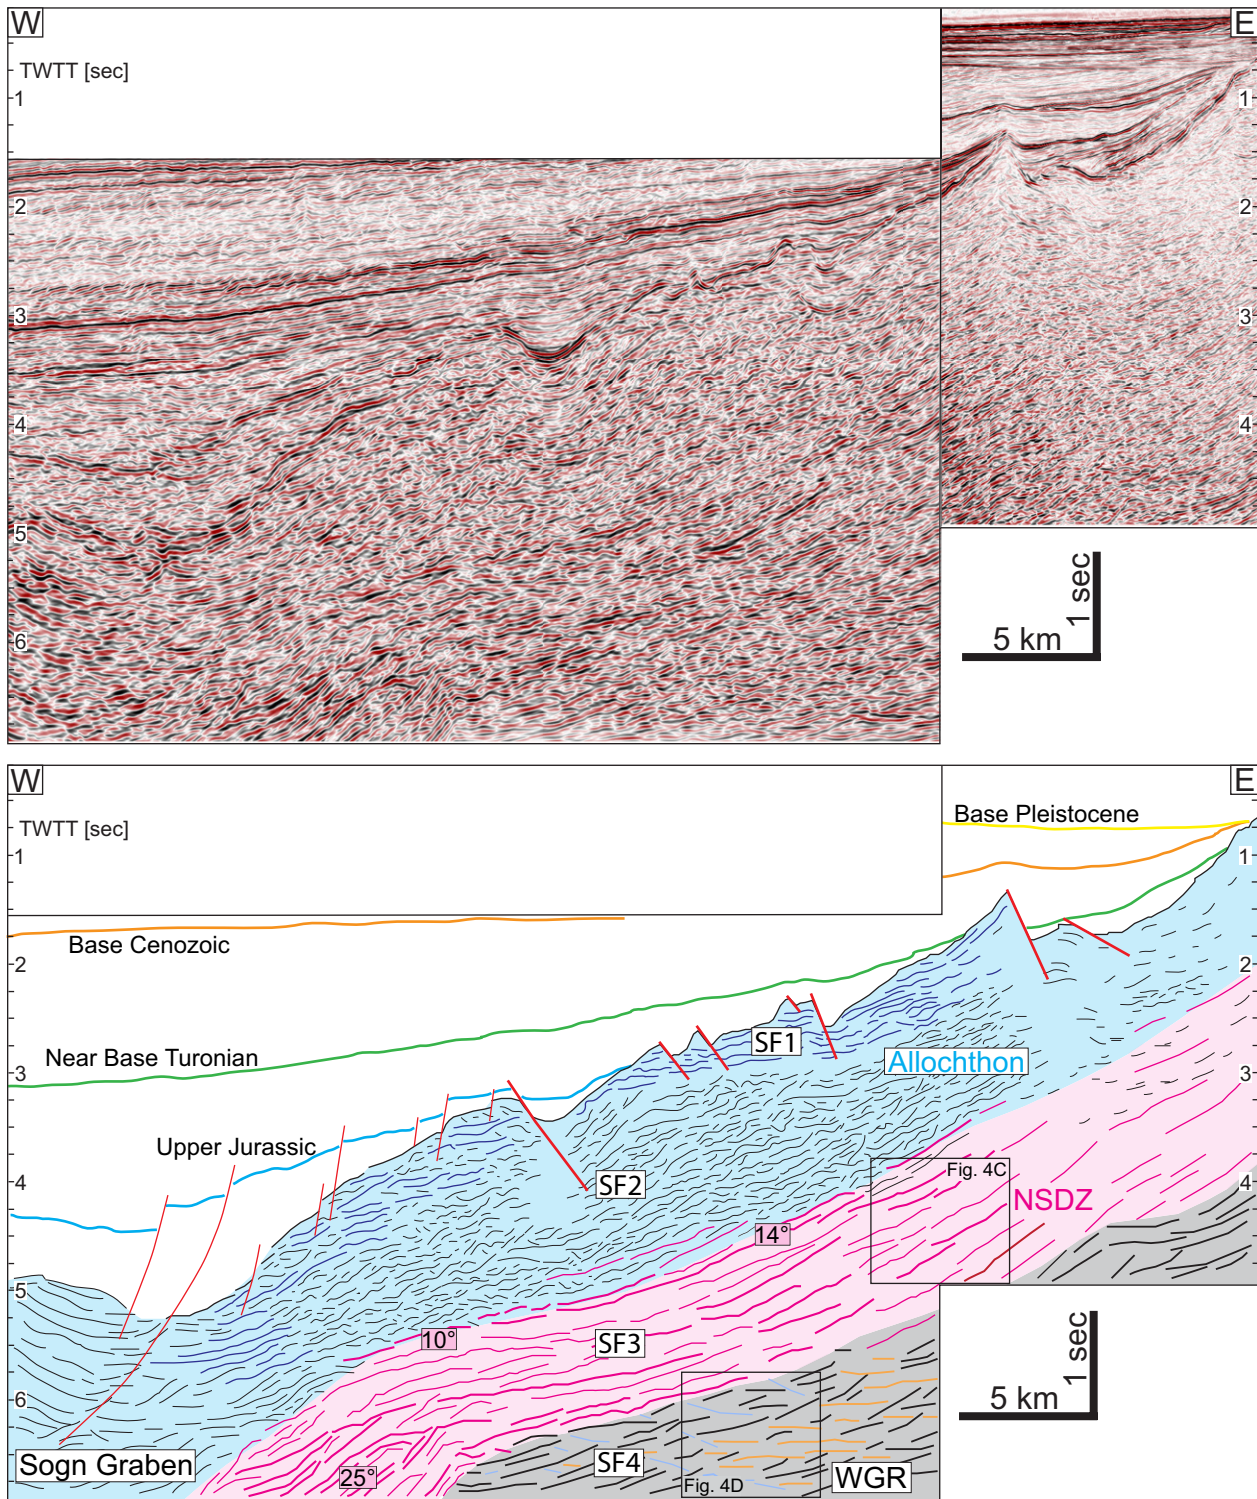 W
E
TWTT [sec]
1
1
2
2
3
3
4
4
5
6
5 km
1 sec
W
E
TWTT [sec]
Base Pleistocene
1
1
Base Cenozoic
2
2
SF1
Near Base Turonian
Allochthon
3
3
Upper Jurassic
Fig. 4C
4
SF2
4
NSDZ
14°
5
10°
SF3
5 km
1 sec
6
Sogn Graben
25°
SF4
Fig. 4D
WGR